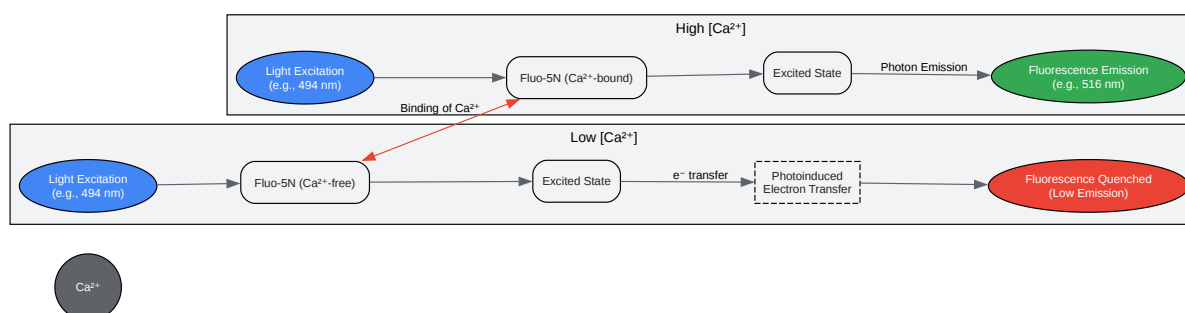 High [Ca²⁺]
Light Excitation
(e.g., 494 nm)
Fluo-5N (Ca²⁺-bound)
Excited State
Photon Emission
Fluorescence Emission
(e.g., 516 nm)
Binding of Ca²⁺
Low [Ca²⁺]
Light Excitation
(e.g., 494 nm)
Fluo-5N (Ca²⁺-free)
Excited State
e⁻ transfer
Photoinduced
Electron Transfer
Fluorescence Quenched
(Low Emission)
Ca²⁺